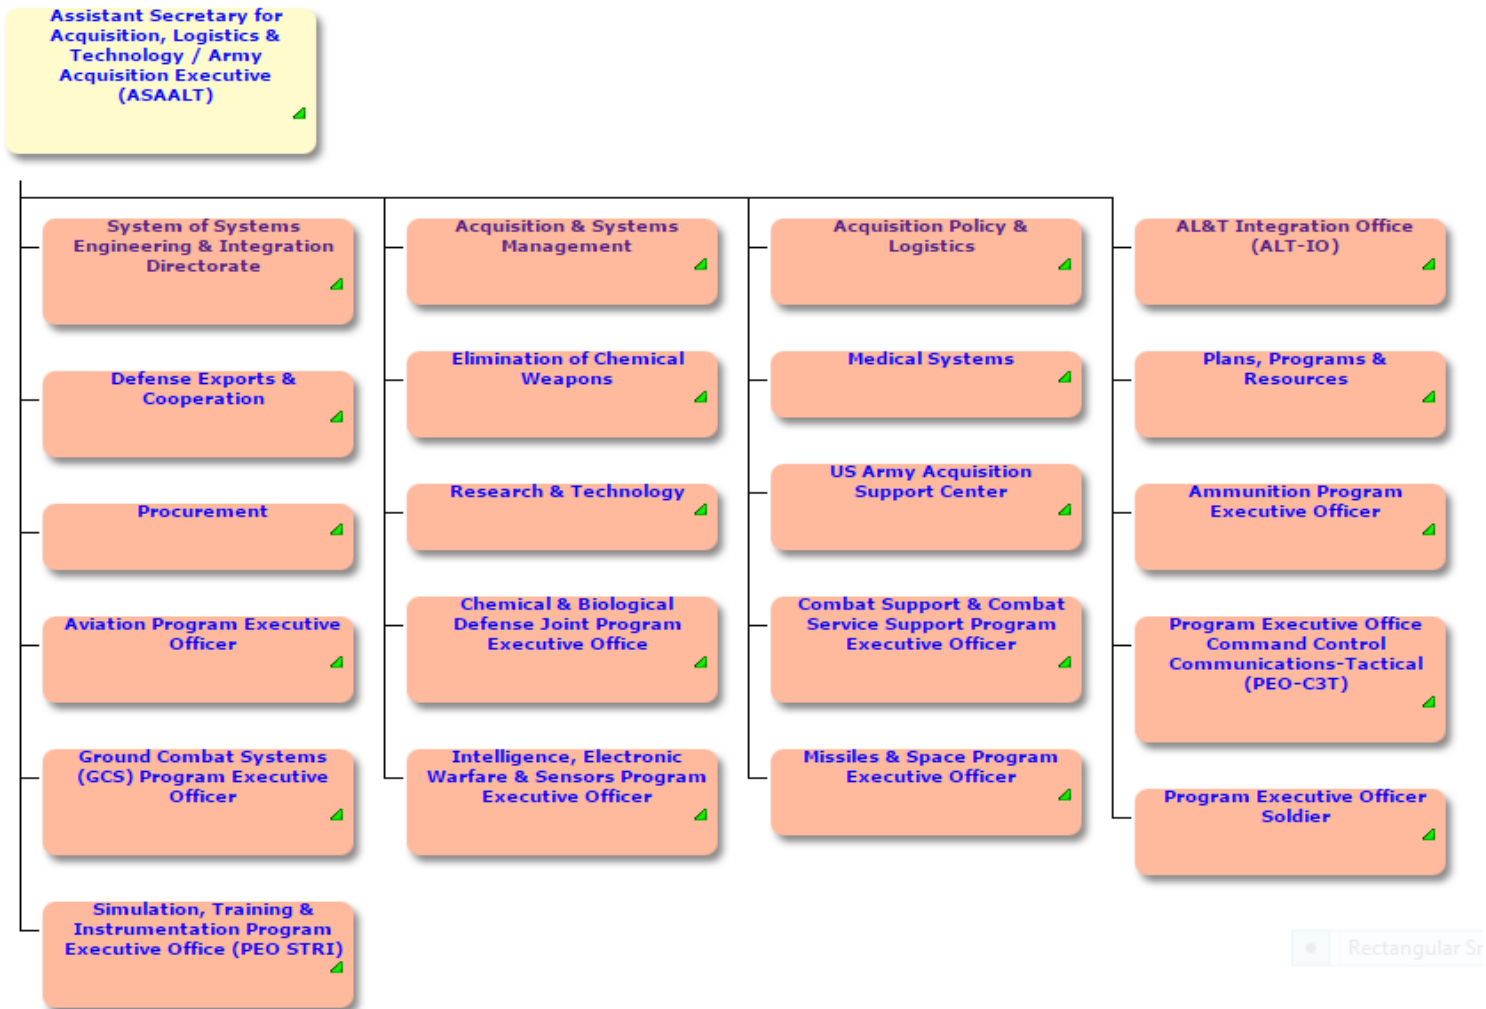 Assistant Secretary for
Acquisition, Logistics &
Technology / Army
Acquisition Executive
(ASAALT)
System of Systems
Engineering & Integration
Directorate
Acquisition & Systems
Management
Acquisition Policy &
Logistics
AL&T Integration Office
(ALT-IO)
Defense Exports &
Cooperation
Elimination of Chemical
Weapons
Medical Systems
Plans, Programs &
Resources
Procurement
Research & Technology
US Army Acquisition
Support Center
Ammunition Program
Executive Officer
Aviation Program Executive
Officer
Chemical & Biological
Defense Joint Program
Executive Office
Combat Support & Combat
Service Support Program
Executive Officer
Program Executive Office
Command Control
Communications-Tactical
(PEO-C3T)
Ground Combat Systems
(GCS) Program Executive
Officer
Intelligence, Electronic
Warfare & Sensors Program
Executive Officer
Missiles & Space Program
Executive Officer
Program Executive Officer
Soldier
Simulation, Training &
Instrumentation Program
Executive Office (PEO STRI)
Rectangular Sn